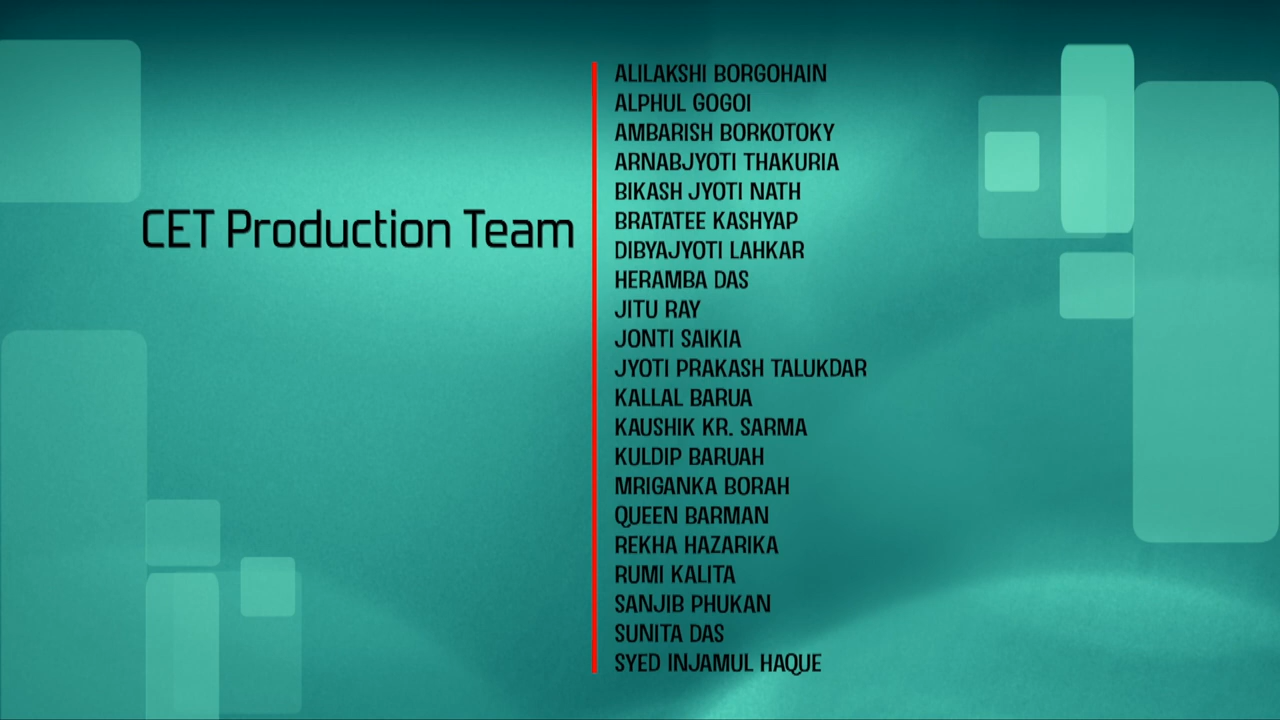 CET Production Team
ALILAKSHI BORGOHAIN
ALPHUL GOGOI
AMBARISH BORKOTOKY
ARNABJYOTI THAKURIA
BIKASH JYOTI NATH
BRATATEE KASHYAP
DIBYAJYOTI LAHKAR
HERAMBA DAS
JITU RAY
JONTI SAIKIA
JYOTI PRAKASH TALUKDAR
KALLAL BARUA
KAUSHIK KR. SARMA
KULDIP BARUAH
MRIGANKA BORAH
QUEEN BARMAN
REKHA HAZARIKA
RUMI KALITA
SANJIB PHUKAN
SUNITA DAS
SYED INJAMUL HAQUE